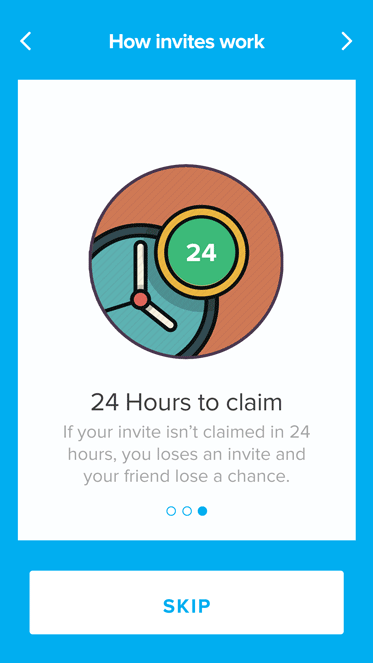 How invites work
24
24 Hours to claim
If your invite isn't claimed in 24
hours, you loses an invite and
your friend lose a chance.
SKIP